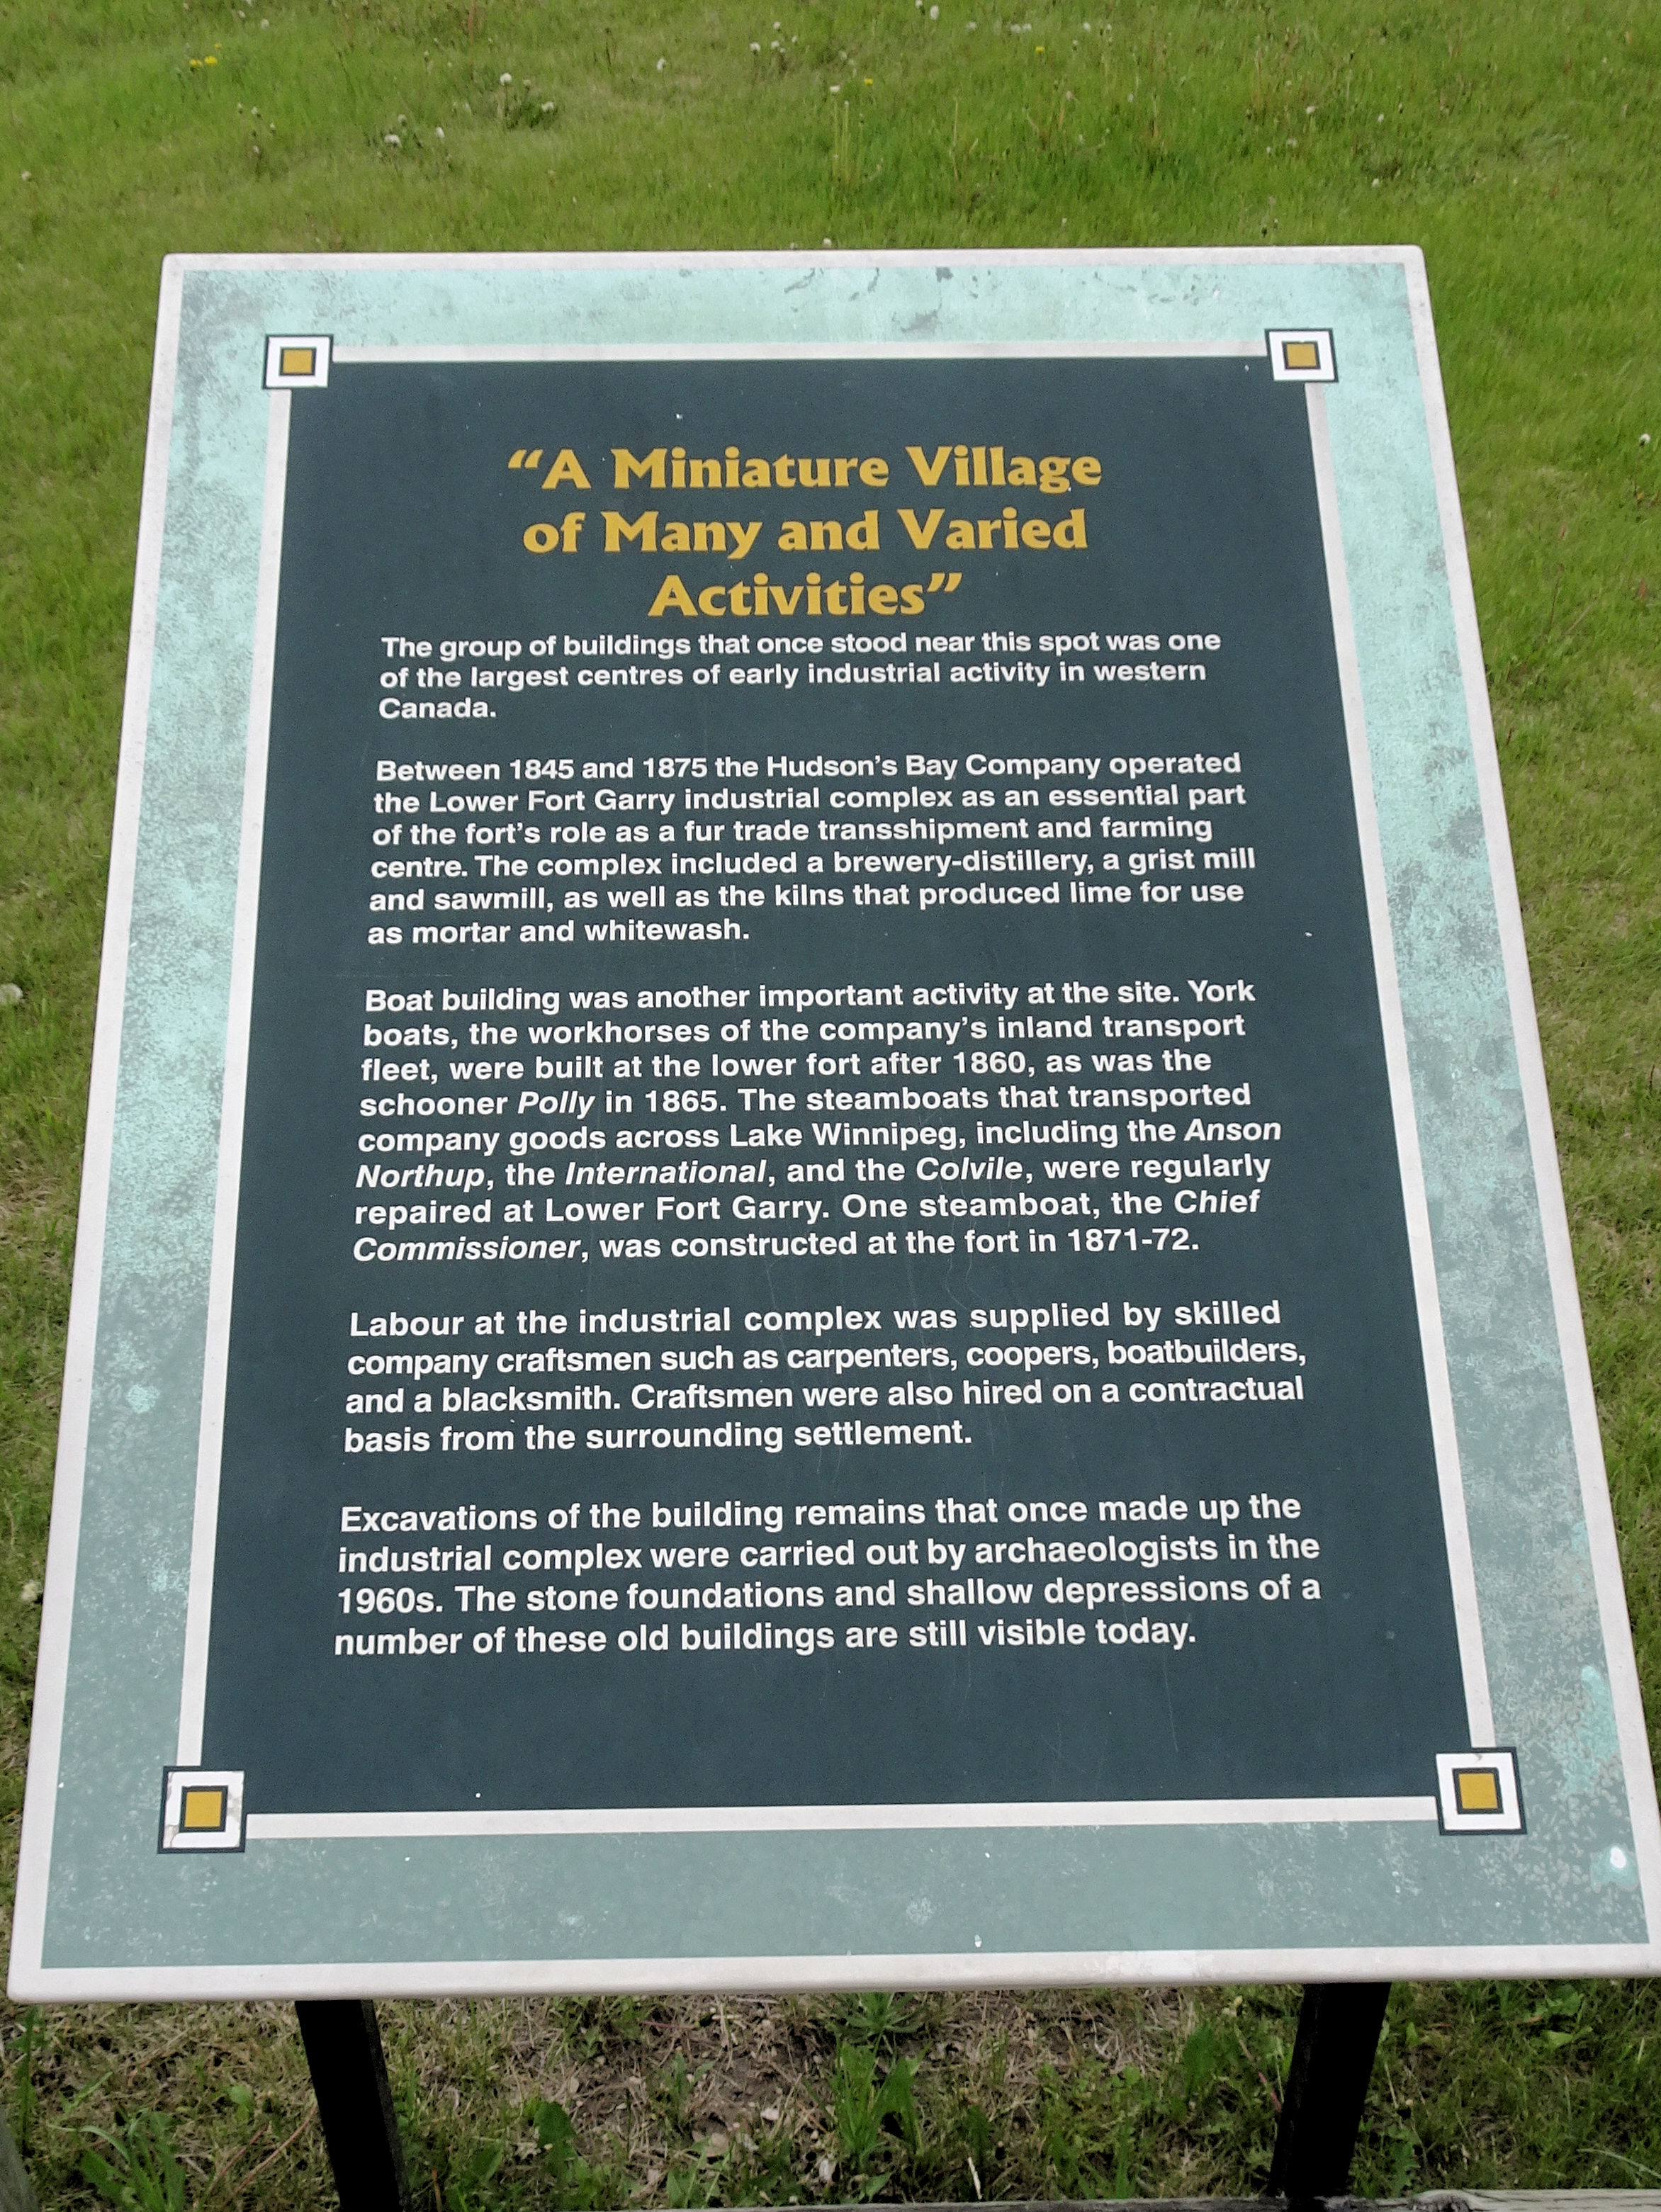 “A Miniature Village
of Many and Varied
Activities”
The group of buildings that once stood near this spot was one
of the largest centres of early industrial activity in western
Canada.
Between 1845 and 1875 the Hudson’s Bay Company operated
the Lower Fort Garry industrial complex as an essential part
of the fort’s role as a fur trade transshipment and farming
centre. The complex included a brewery-distillery, a grist mill
and sawmill, as well as the kilns that produced lime for use
as mortar and whitewash.
Boat building was another important activity at the site. York
boats, the workhorses of the company’s inland transport
fleet, were built at the lower fort after 1860, as was the
schooner Polly in 1865. The steamboats that transported
company goods across Lake Winnipeg, including the Anson
Northup, the International, and the Colvile, were regularly
repaired at Lower Fort Garry. One steamboat, the Chief
Commissioner, was constructed at the fort in 1871-72.
Labour at the industrial complex was supplied by skilled
company craftsmen such as carpenters, coopers, boatbuilders,
and a blacksmith. Craftsmen were also hired on a contractual
basis from the surrounding settlement.
Excavations of the building remains that once made up the
industrial complex were carried out by archaeologists in the
1960s. The stone foundations and shallow depressions of a
number of these old buildings are still visible today.